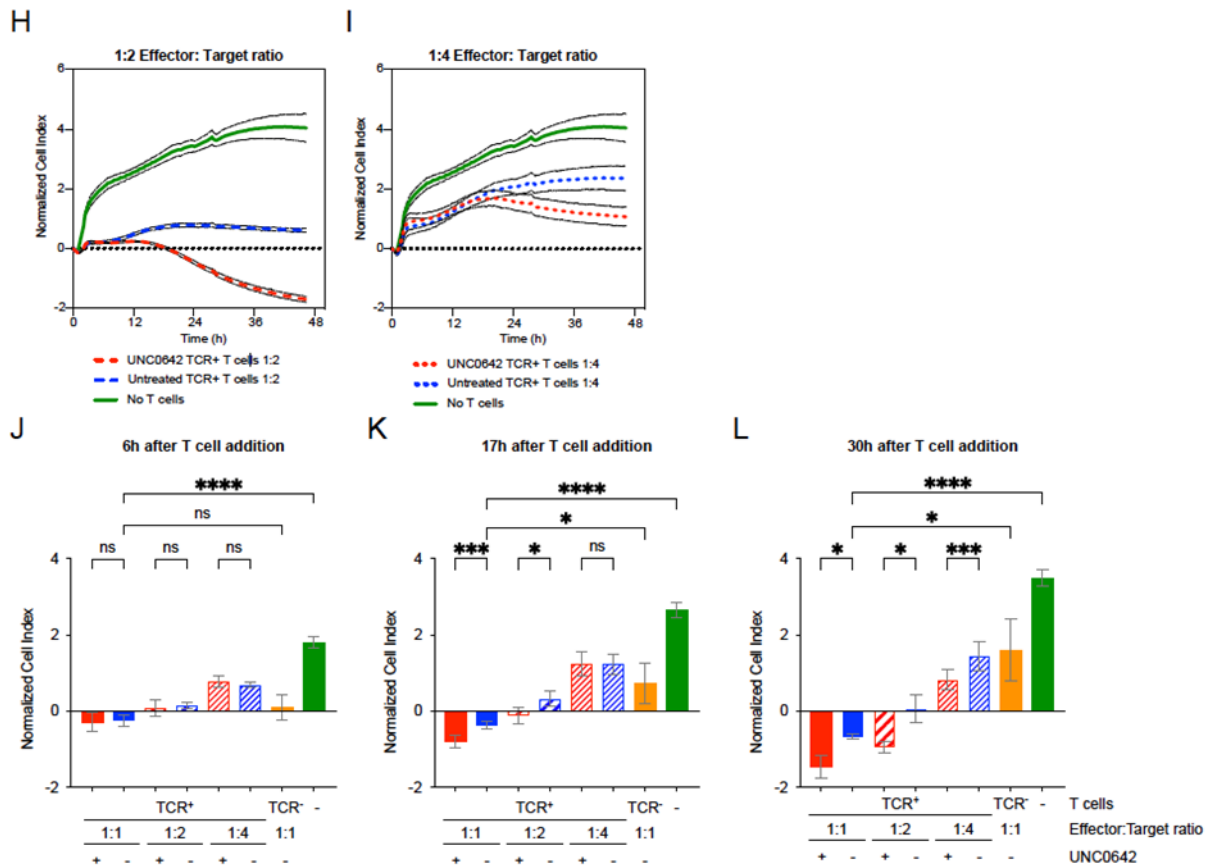 H
1:2 Effector: Target ratio
6
4
2
0
-2
Normalized Cell Index
0 12 24 36 48
Time (h)
UNC0642 TCR+ T cells 1:2
Untreated TCR+ T cells 1:2
No T cells
I
1:4 Effector: Target ratio
6
4
2
0
-2
Normalized Cell Index
0 12 24 36 48
Time (h)
UNC0642 TCR+ T cells 1:4
Untreated TCR+ T cells 1:4
No T cells
J
6h after T cell addition
****
ns
ns ns ns
4
2
0
-2
Normalized Cell Index
TCR+ TCR- -
1:1 1:2 1:4 1:1
+ - + - + -
K
17h after T cell addition
****
*
*** * ns
4
2
0
-2
Normalized Cell Index
TCR+ TCR- -
1:1 1:2 1:4 1:1
+ - + - + -
L
30h after T cell addition
****
*
* * ***
4
2
0
-2
Normalized Cell Index
TCR+ TCR- - T cells
1:1 1:2 1:4 1:1 Effector:Target ratio
+ - + - + - UNC0642